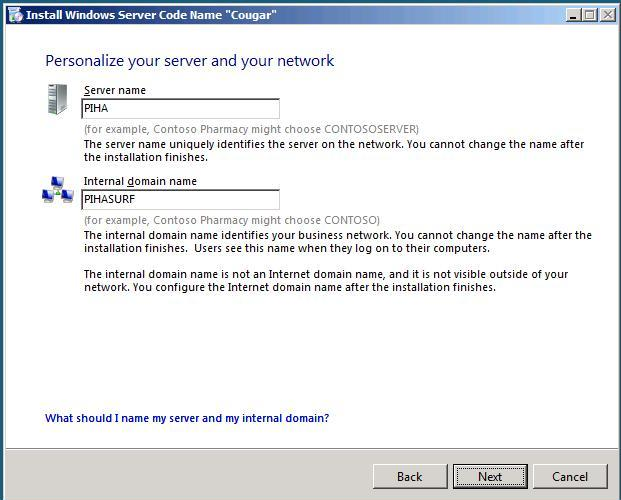 Install Windows Server Code Name "Cougar"
Personalize your server and your network
Server name
PIHA
(for example, Contoso Pharmacy might choose CONTOSOSERVER)
The server name uniquely identifies the server on the network. You cannot change the name after
the installation finishes.
Internal domain name
PIHASURF
(for example, Contoso Pharmacy might choose CONTOSO)
The internal domain name identifies your business network. You cannot change the name after the
installation finishes.  Users see this name when they log on to their computers.
The internal domain name is not an Internet domain name, and it is not visible outside of your
network. You configure the Internet domain name after the installation finishes.
What should I name my server and my internal domain?
Back Next Cancel